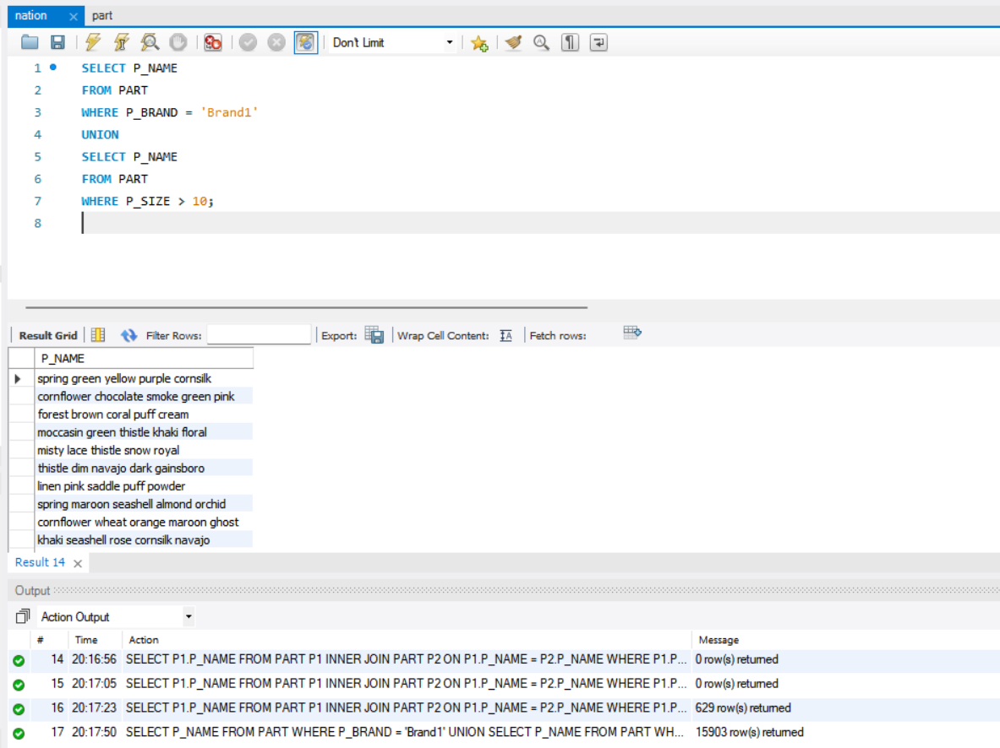 nation × part
Don't Limit
1 SELECT P_NAME
2 FROM PART
3 WHERE P_BRAND = 'Brand1'
4 UNION
5 SELECT P_NAME
6 FROM PART
7 WHERE P_SIZE > 10;
8
Result Grid Filter Rows: Export: Wrap Cell Content: Fetch rows:
P_NAME
spring green yellow purple cornsilk
cornflower chocolate smoke green pink
forest brown coral puff cream
moccasin green thistle khaki floral
misty lace thistle snow royal
thistle dim navajo dark gainsboro
linen pink saddle puff powder
spring maroon seashell almond orchid
cornflower wheat orange maroon ghost
khaki seashell rose cornsilk navajo
Result 14 ×
Output
Action Output
# Time Action Message
14 20:16:56 SELECT P1.P_NAME FROM PART P1 INNER JOIN PART P2 ON P1.P_NAME = P2.P_NAME WHERE P1.P... 0 row(s) returned
15 20:17:05 SELECT P1.P_NAME FROM PART P1 INNER JOIN PART P2 ON P1.P_NAME = P2.P_NAME WHERE P1.P... 0 row(s) returned
16 20:17:23 SELECT P1.P_NAME FROM PART P1 INNER JOIN PART P2 ON P1.P_NAME = P2.P_NAME WHERE P1.P... 629 row(s) returned
17 20:17:50 SELECT P_NAME FROM PART WHERE P_BRAND = 'Brand1' UNION SELECT P_NAME FROM PART WH... 15903 row(s) returned